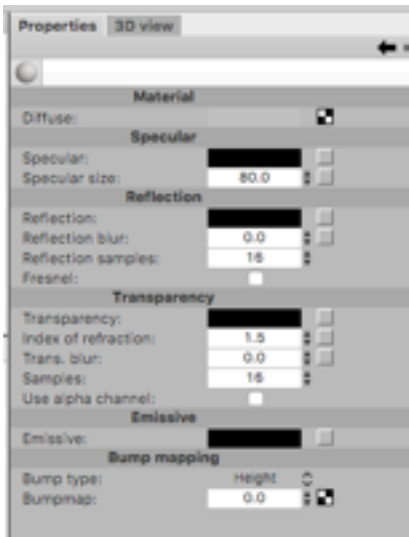 Properties 3D view
Material
Diffuse:
Specular
Specular:
Specular size: 80.0
Reflection
Reflection:
Reflection blur: 0.0
Reflection samples: 16
Fresnel:
Transparency
Transparency:
Index of refraction: 1.5
Trans. blur: 0.0
Samples: 16
Use alpha channel:
Emissive
Emissive:
Bump mapping
Bump type: Height
Bumpmap: 0.0